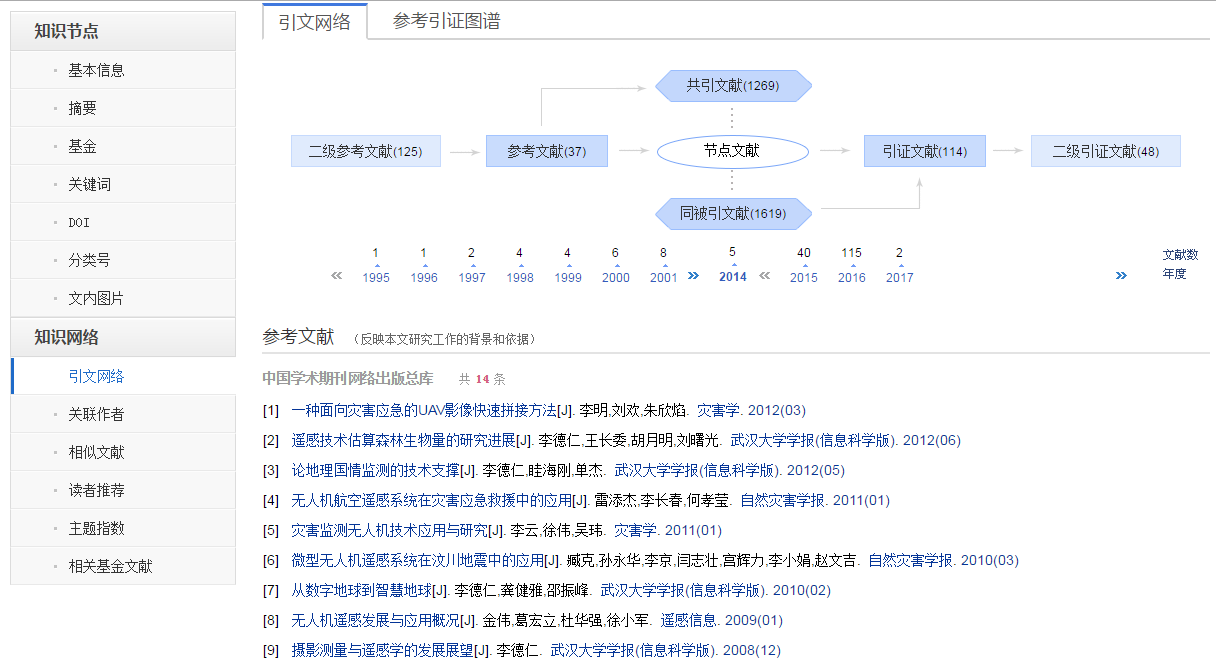 知识节点
基本信息
摘要
基金
关键词
DOI
分类号
文内图片
知识网络
引文网络
关联作者
相似文献
读者推荐
主题指数
相关基金文献
引文网络 参考引证图谱
共引文献(1269)
二级参考文献(125) 参考文献(37) 节点文献 引证文献(114) 二级引证文献(48)
同被引文献(1619)
1 1 2 4 4 6 8 5 40 115 2 文献数
« 1995 1996 1997 1998 1999 2000 2001 » 2014 « 2015 2016 2017 » 年度
参考文献 （反映本文研究工作的背景和依据）
中国学术期刊网络出版总库 共 14 条
[1] 一种面向灾害应急的UAV影像快速拼接方法[J]. 李明,刘欢,朱欣焰. 灾害学. 2012(03)
[2] 遥感技术估算森林生物量的研究进展[J]. 李德仁,王长委,胡月明,刘曙光. 武汉大学学报(信息科学版). 2012(06)
[3] 论地理国情监测的技术支撑[J]. 李德仁,眭海刚,单杰. 武汉大学学报(信息科学版). 2012(05)
[4] 无人机航空遥感系统在灾害应急救援中的应用[J]. 雷添杰,李长春,何孝莹. 自然灾害学报. 2011(01)
[5] 灾害监测无人机技术应用与研究[J]. 李云,徐伟,吴玮. 灾害学. 2011(01)
[6] 微型无人机遥感系统在汶川地震中的应用[J]. 臧克,孙永华,李京,闫志壮,宫辉力,李小娟,赵文吉. 自然灾害学报. 2010(03)
[7] 从数字地球到智慧地球[J]. 李德仁,龚健雅,邵振峰. 武汉大学学报(信息科学版). 2010(02)
[8] 无人机遥感发展与应用概况[J]. 金伟,葛宏立,杜华强,徐小军. 遥感信息. 2009(01)
[9] 摄影测量与遥感学的发展展望[J]. 李德仁. 武汉大学学报(信息科学版). 2008(12)